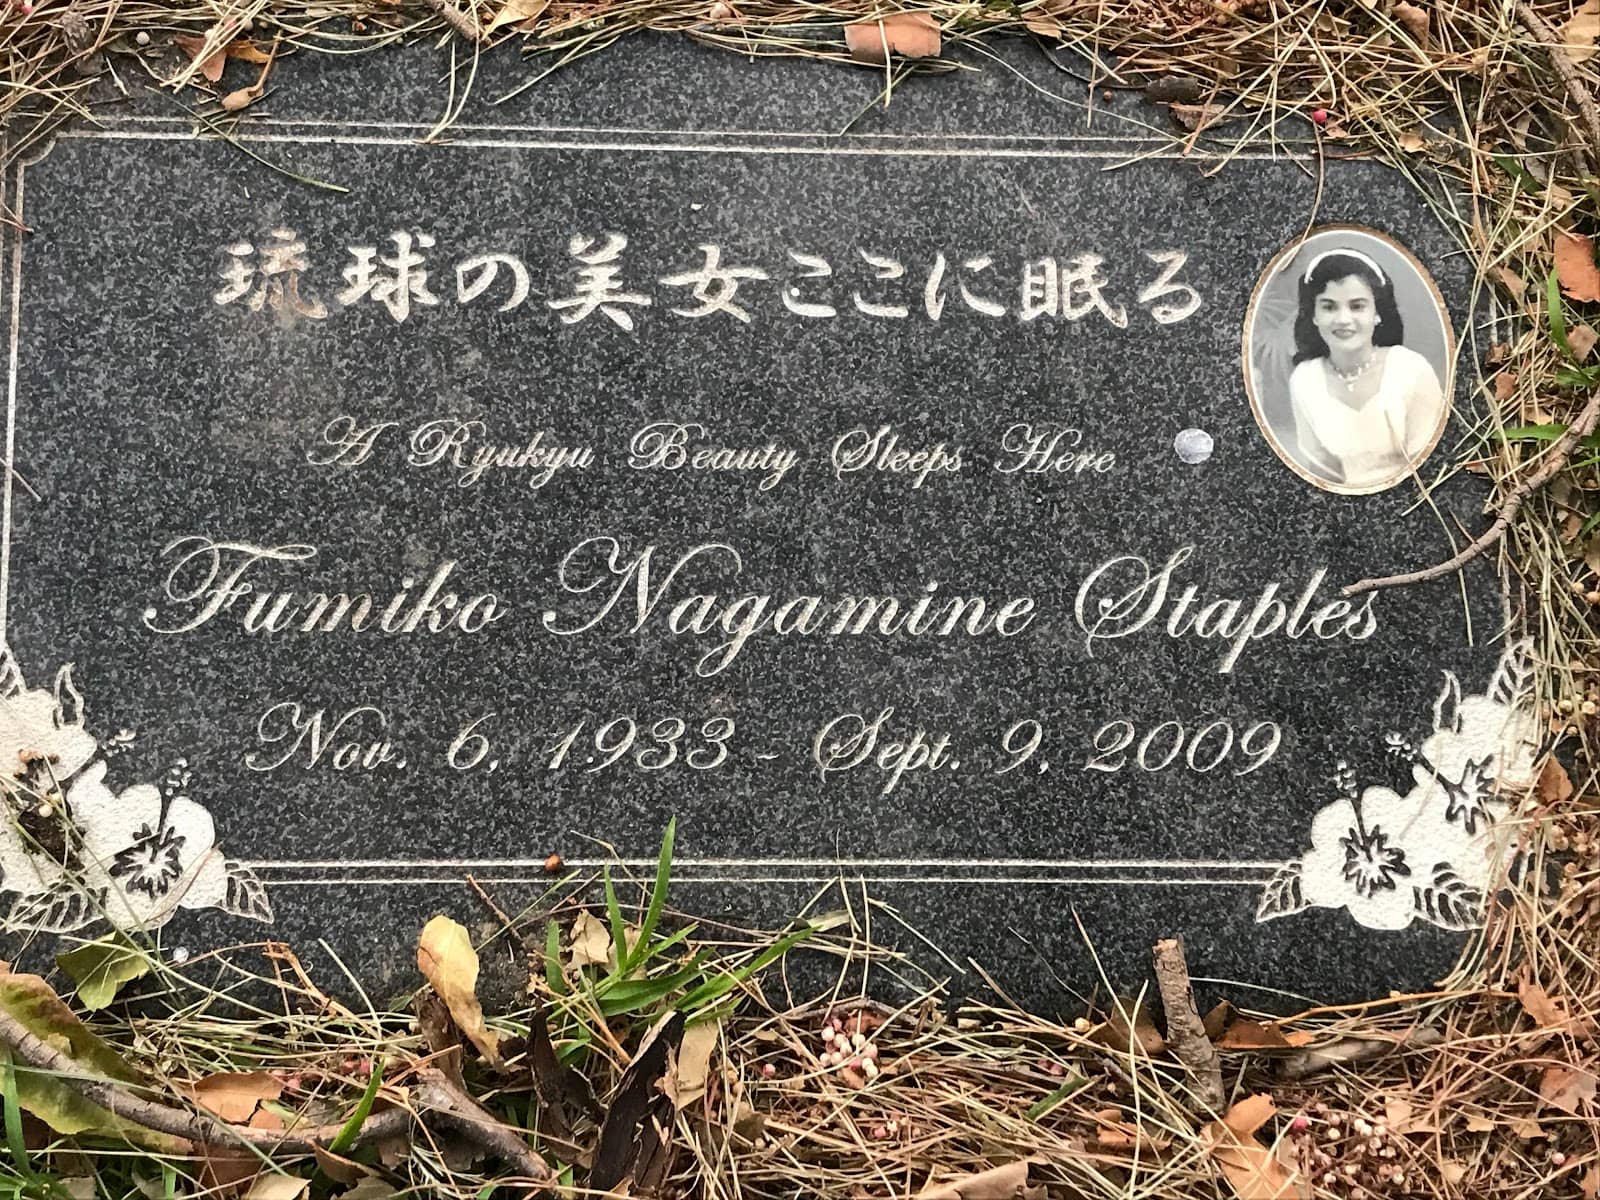 琉球の美女ここに眠る
A Ryukyu Beauty Sleeps Here
Fumiko Nagamine Staples
Nov. 6, 1933 - Sept. 9, 2009